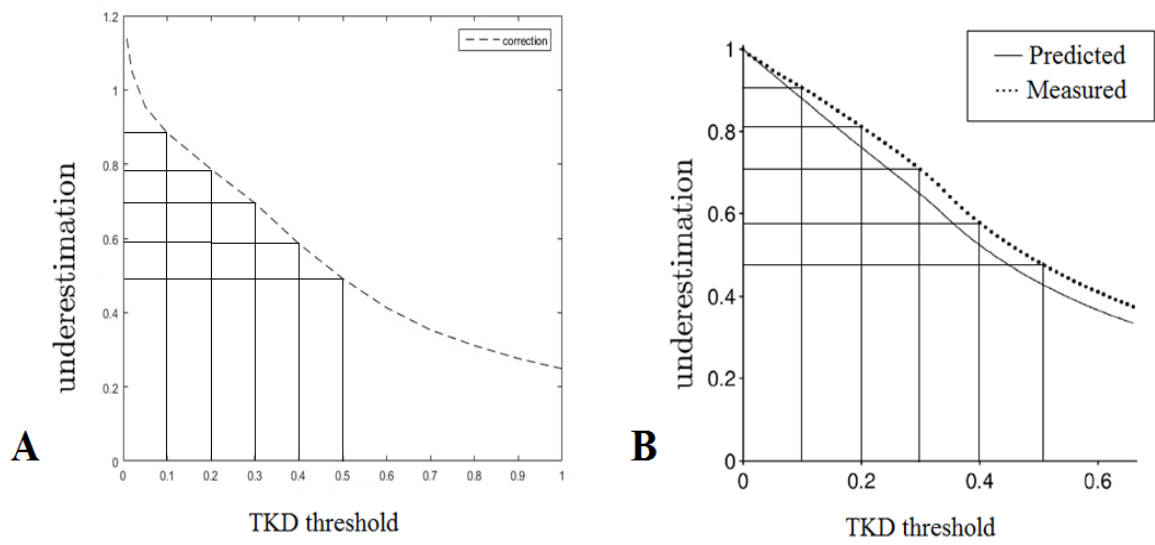 1.2
1
0.8
0.6
0.4
0.2
0
correction
underestimation
0 0.1 0.2 0.3 0.4 0.5 0.6 0.7 0.8 0.9 1
TKD threshold
A
Predicted
Measured
1
0.8
0.6
0.4
0.2
0
underestimation
0 0.2 0.4 0.6
TKD threshold
B